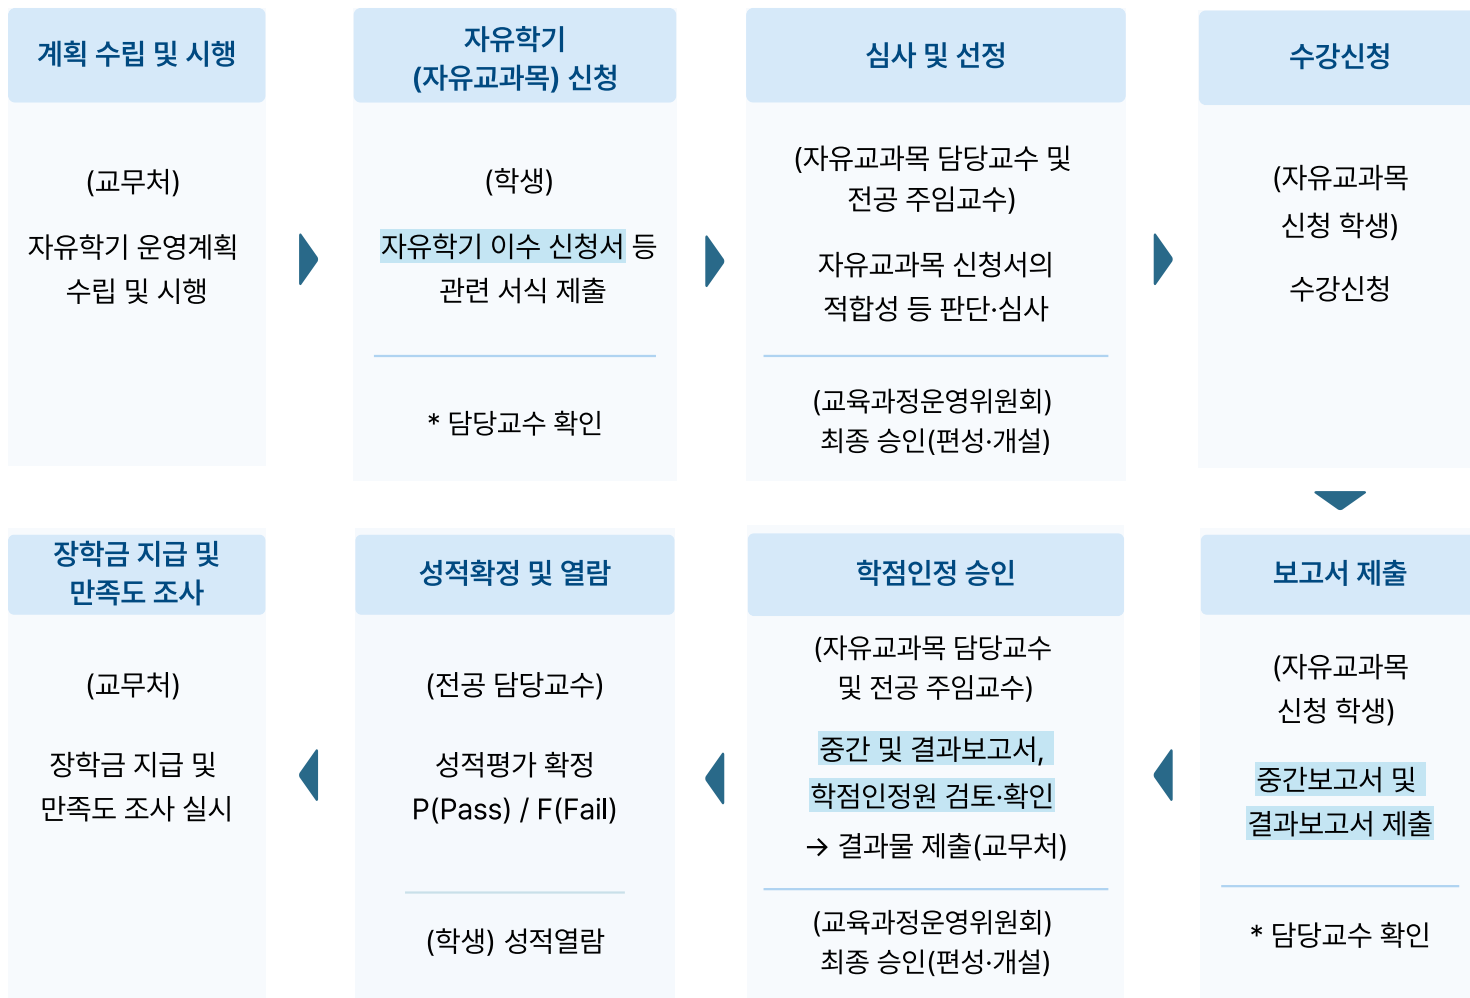 계획 수립 및 시행
(교무처)
자유학기 운영계획
수립 및 시행
자유학기
(자유교과목) 신청
(학생)
자유학기 이수 신청서 등
관련 서식 제출
* 담당교수 확인
심사 및 선정
(자유교과목 담당교수 및
전공 주임교수)
자유교과목 신청서의
적합성 등 판단·심사
(교육과정운영위원회)
최종 승인(편성·개설)
수강신청
(자유교과목
신청 학생)
수강신청
보고서 제출
(자유교과목
신청 학생)
중간보고서 및
결과보고서 제출
* 담당교수 확인
학점인정 승인
(자유교과목 담당교수
및 전공 주임교수)
중간 및 결과보고서,
학점인정원 검토·확인
→ 결과물 제출(교무처)
(교육과정운영위원회)
최종 승인(편성·개설)
성적확정 및 열람
(전공 담당교수)
성적평가 확정
P(Pass) / F(Fail)
(학생) 성적열람
장학금 지급 및
만족도 조사
(교무처)
장학금 지급 및
만족도 조사 실시